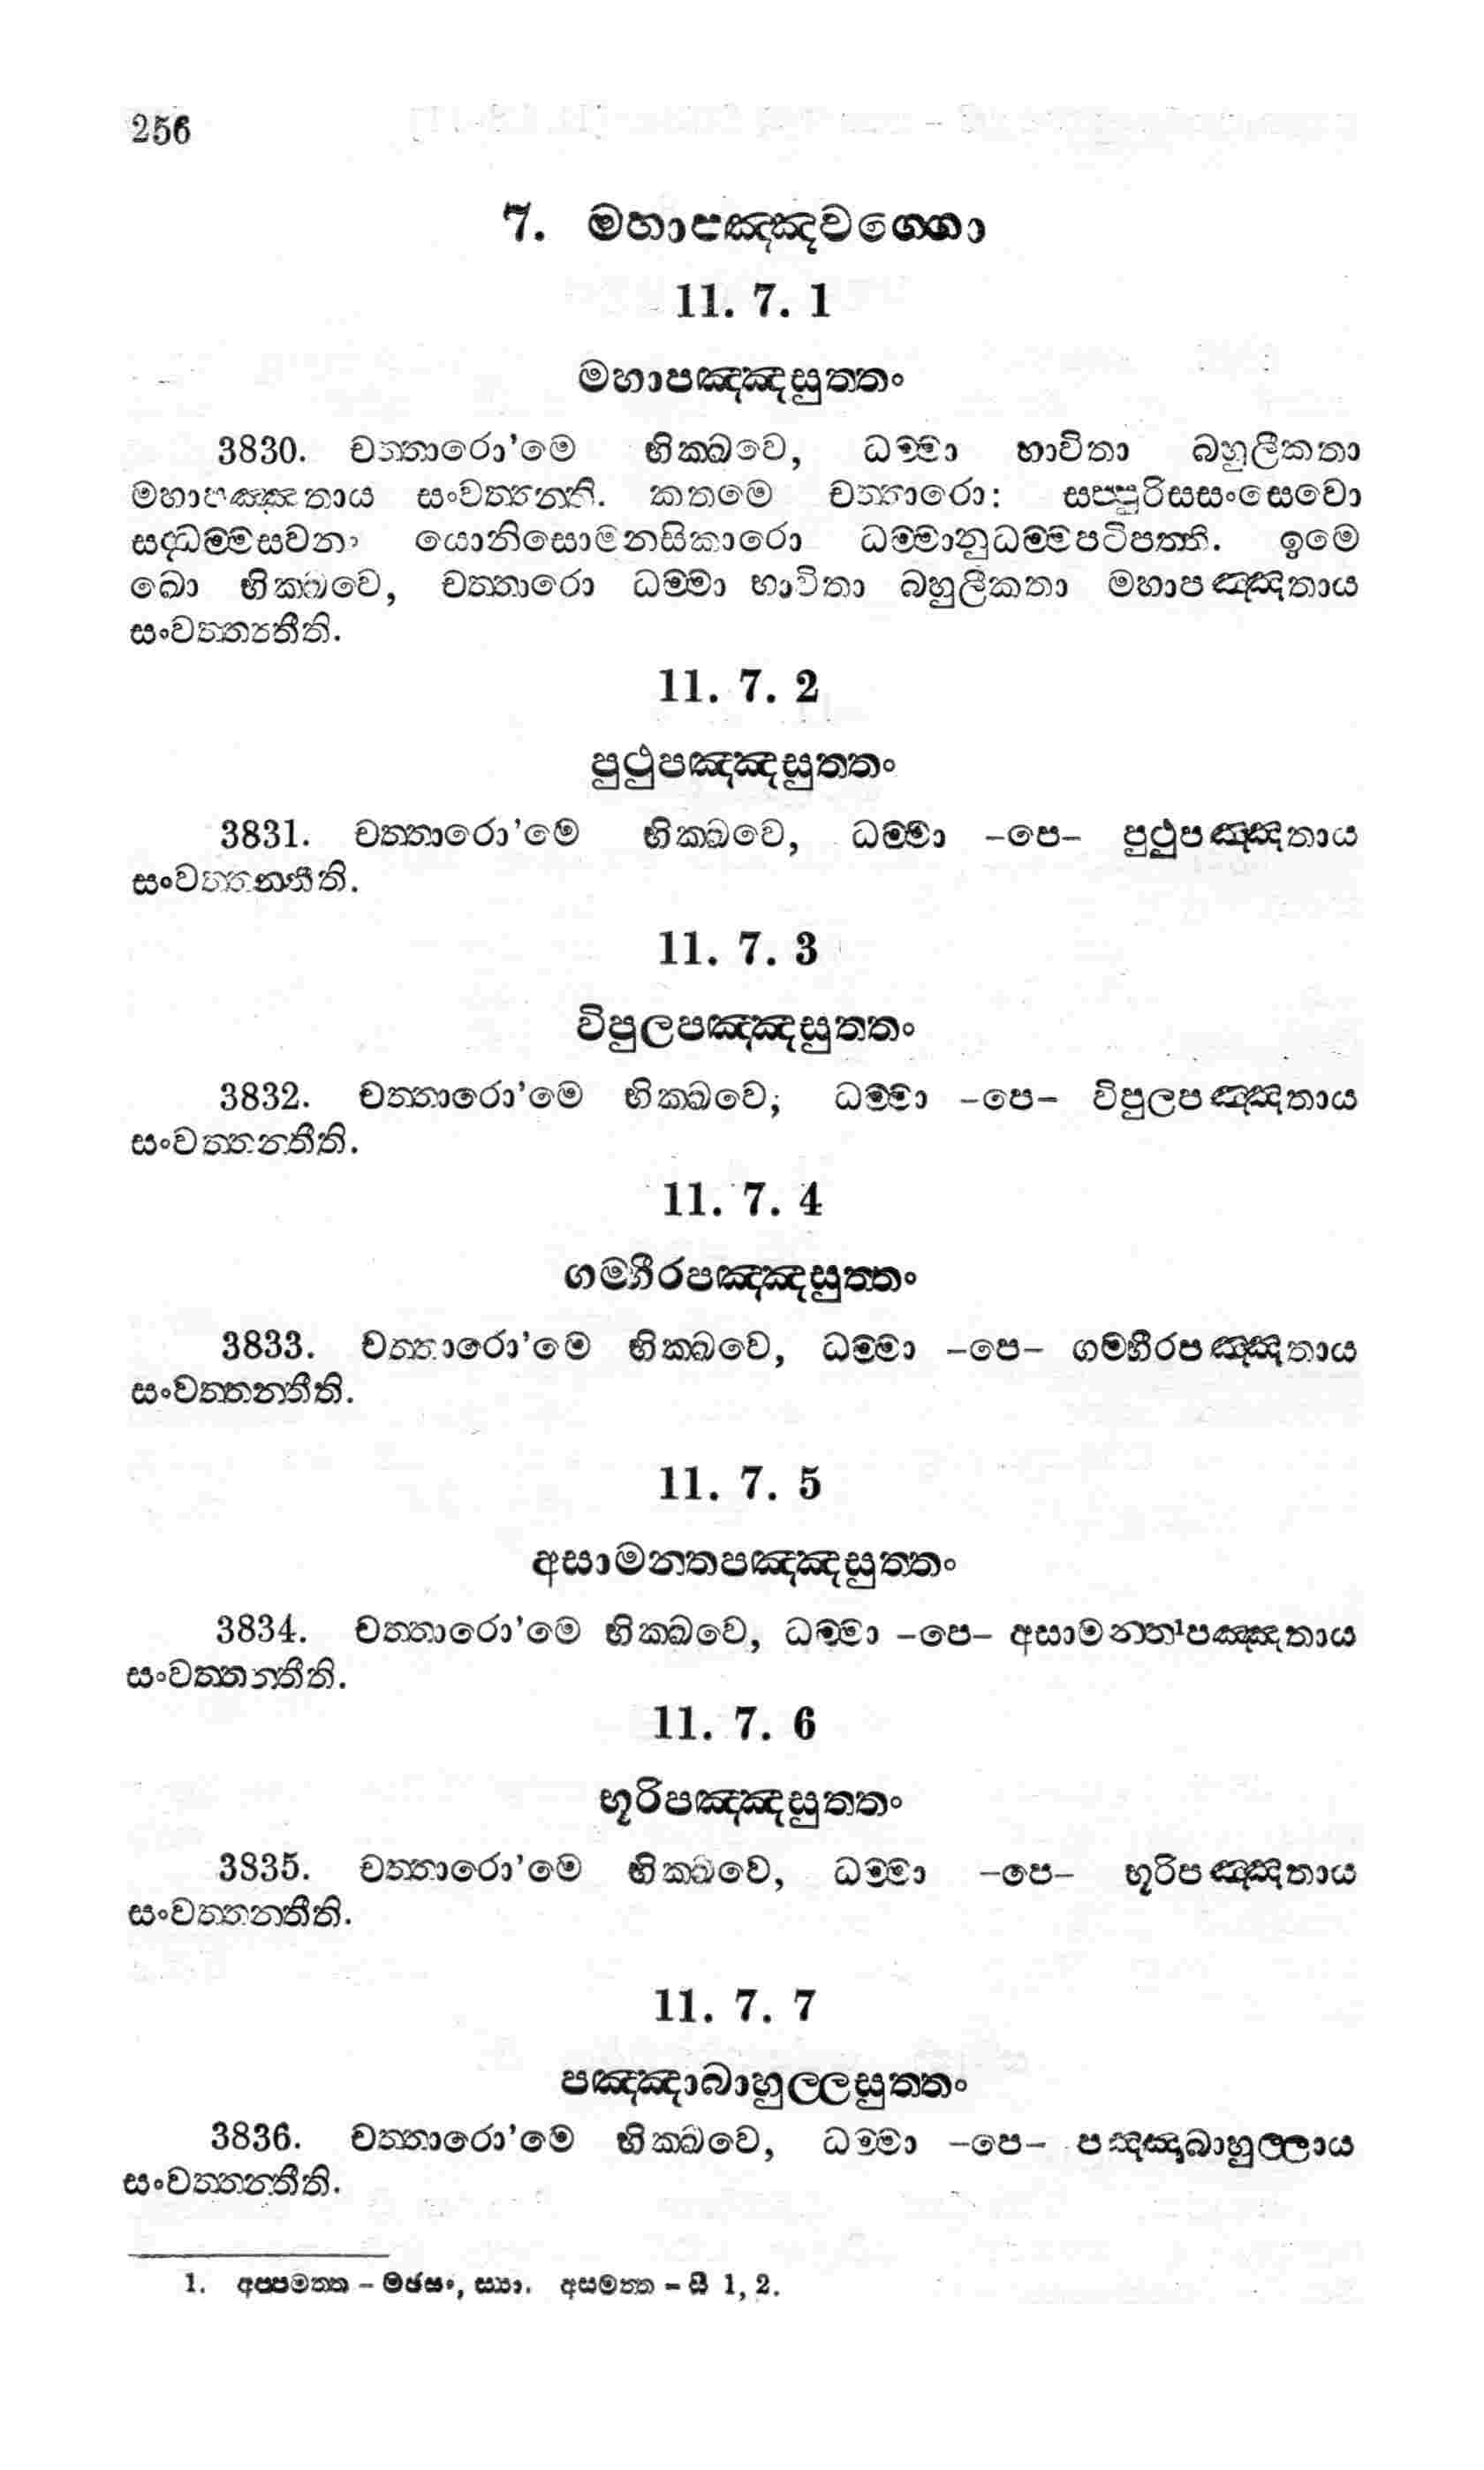 256
7. මහාපඤ්ඤවග්ගො
11. 7. 1
මහාපඤ්ඤසුත්තං
3830. චත්තාරො’මෙ භික්ඛවෙ, ධම්මා භාවිතා බහුලීකතා
මහාපඤ්ඤතාය සංවත්තන්ති. කතමෙ චත්තාරො: සප්පුරිසසංසෙවො
සද්ධම්මසවනං යොනිසොමනසිකාරො ධම්මානුධම්මපටිපත්ති. ඉමෙ
ඛො භික්ඛවෙ, චත්තාරො ධම්මා භාවිතා බහුලීකතා මහාපඤ්ඤතාය
සංවත්තන්තීති.
11. 7. 2
පුථුපඤ්ඤසුත්තං
3831. චත්තාරො’මෙ භික්ඛවෙ, ධම්මා -පෙ- පුථුපඤ්ඤතාය
සංවත්තන්තීති.
11. 7. 3
විපුලපඤ්ඤසුත්තං
3832. චත්තාරො’මෙ භික්ඛවෙ, ධම්මා -පෙ- විපුලපඤ්ඤතාය
සංවත්තන්තීති.
11. 7. 4
ගම්භීරපඤ්ඤසුත්තං
3833. චත්තාරො’මෙ භික්ඛවෙ, ධම්මා -පෙ- ගම්භීරපඤ්ඤතාය
සංවත්තන්තීති.
11. 7. 5
අසාමන්තපඤ්ඤසුත්තං
3834. චත්තාරො’මෙ භික්ඛවෙ, ධම්මා -පෙ- අසාමන්ත¹පඤ්ඤතාය
සංවත්තන්තීති.
11. 7. 6
භූරිපඤ්ඤසුත්තං
3835. චත්තාරො’මෙ භික්ඛවෙ, ධම්මා -පෙ- භූරිපඤ්ඤතාය
සංවත්තන්තීති.
11. 7. 7
පඤ්ඤාබාහුල්ලසුත්තං
3836. චත්තාරො’මෙ භික්ඛවෙ, ධම්මා -පෙ- පඤ්ඤාබාහුල්ලාය
සංවත්තන්තීති.
1. අප්පමත්ත - මඡසං, ස්‍යා. අසමත්ත - සී 1, 2.